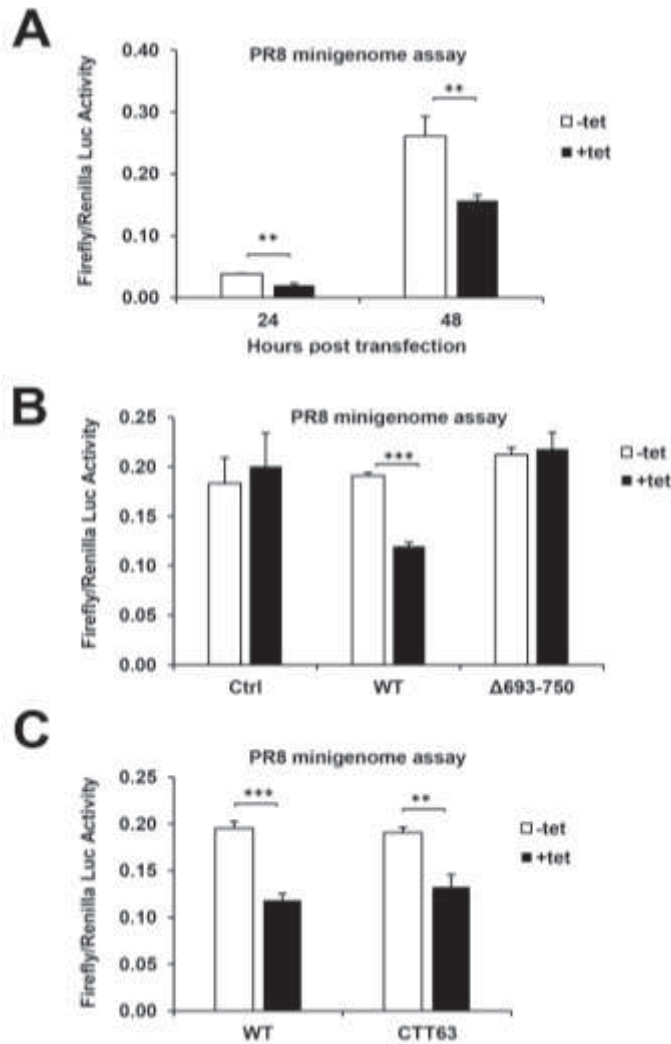 A
PR8 minigenome assay
Firefly/Renilla Luc Activity
0.40
0.30
0.20
0.10
0.00
**
**
-tet
+tet
24
48
Hours post transfection
B
PR8 minigenome assay
Firefly/Renilla Luc Activity
0.25
0.20
0.15
0.10
0.05
0.00
***
-tet
+tet
Ctrl
WT
Δ693-750
C
PR8 minigenome assay
Firefly/Renilla Luc Activity
0.25
0.20
0.15
0.10
0.05
0.00
***
**
-tet
+tet
WT
CTT63